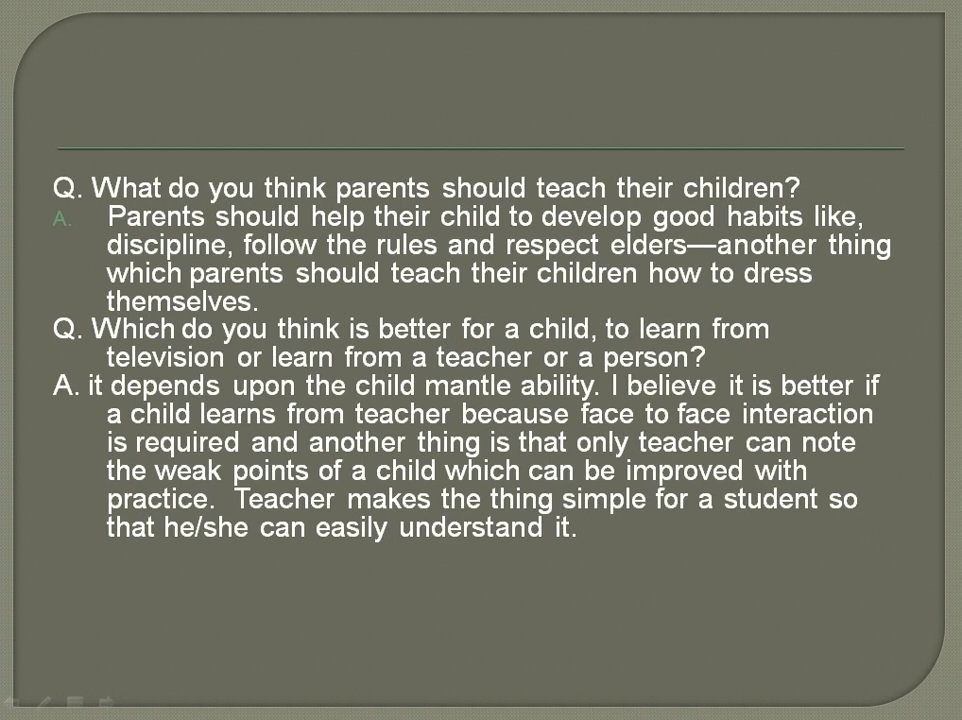 Q. What do you think parents should teach their children?
A. Parents should help their child to develop good habits like,
discipline, follow the rules and respect elders—another thing
which parents should teach their children how to dress
themselves.
Q. Which do you think is better for a child, to learn from
television or learn from a teacher or a person?
A. it depends upon the child mantle ability. I believe it is better if
a child learns from teacher because face to face interaction
is required and another thing is that only teacher can note
the weak points of a child which can be improved with
practice. Teacher makes the thing simple for a student so
that he/she can easily understand it.